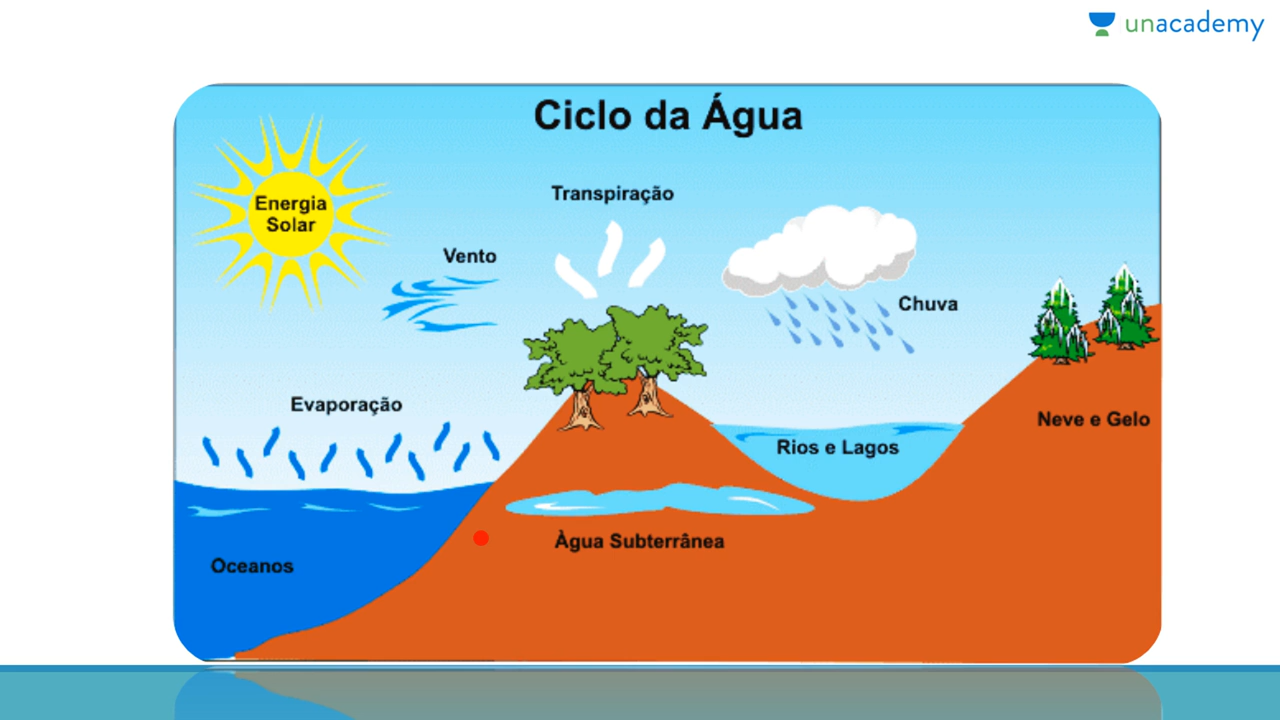 unacademy
Ciclo da Água
Energia
Solar
Transpiração
Vento
Chuva
Evaporação
Neve e Gelo
Rios e Lagos
Àgua Subterrânea
Oceanos